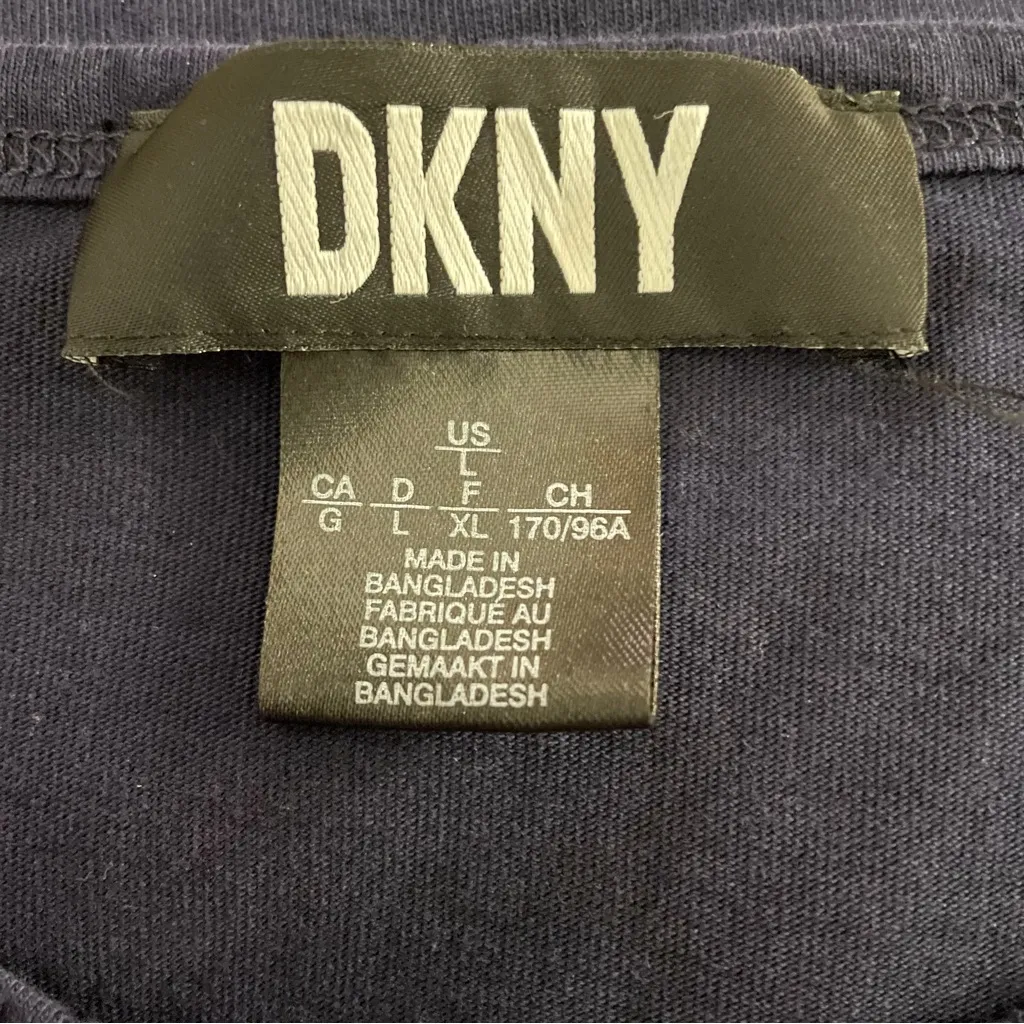 DKNY
US
L
CA D F CH
G L XL 170/96A
MADE IN
BANGLADESH
FABRIQUÉ AU
BANGLADESH
GEMAAKT IN
BANGLADESH